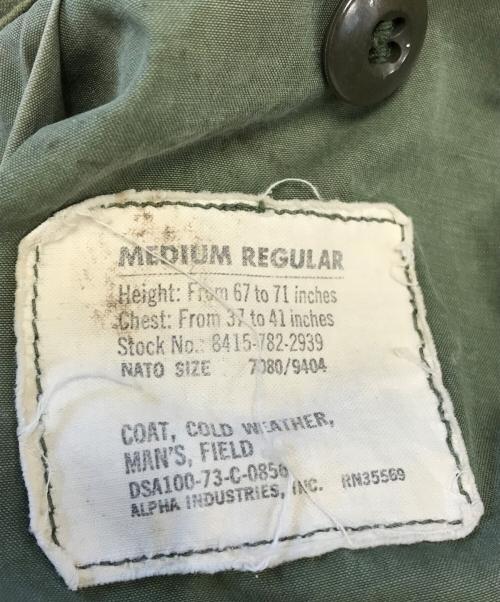 MEDIUM REGULAR
Height: From 67 to 71 inches
Chest: From 37 to 41 inches
Stock No.: 8415-782-2939
NATO SIZE 7080/9404
COAT, COLD WEATHER,
MAN'S, FIELD
DSA100-73-C-0856
ALPHA INDUSTRIES, INC. RN35569